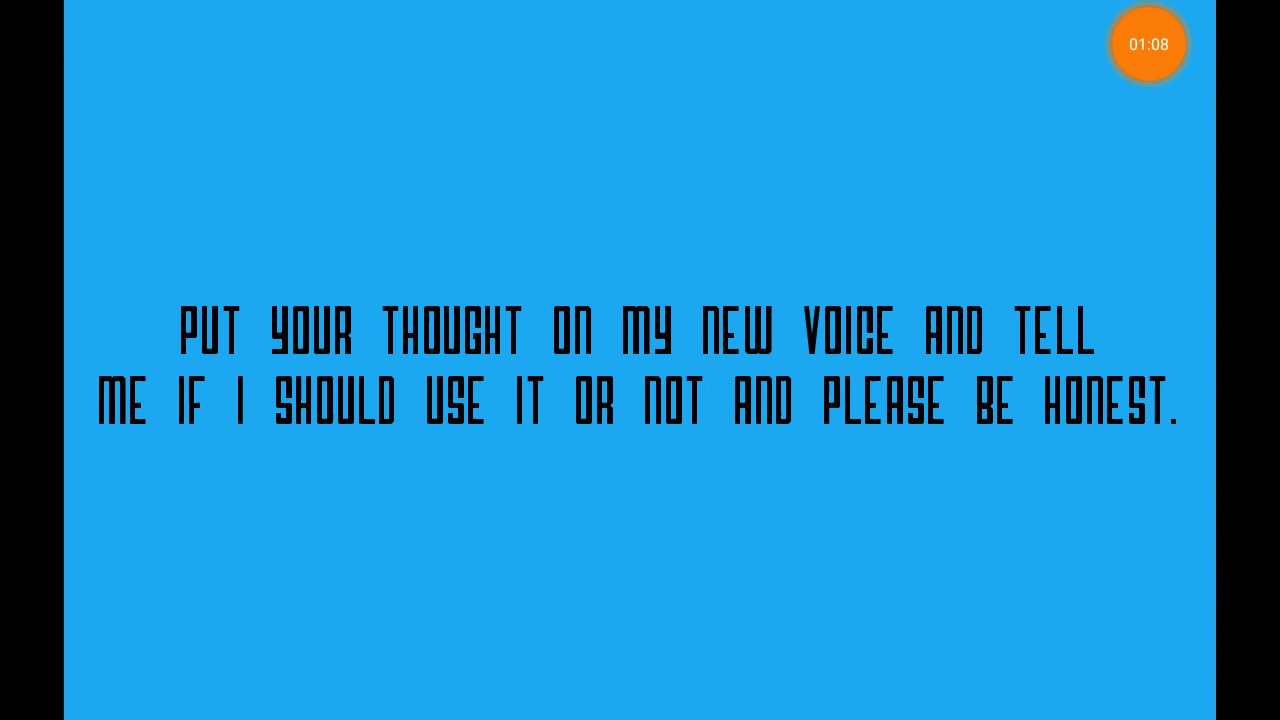 01:08
PUT YOUR THOUGHT ON MY NEW VOICE AND TELL
ME IF I SHOULD USE IT OR NOT AND PLEASE BE HONEST.